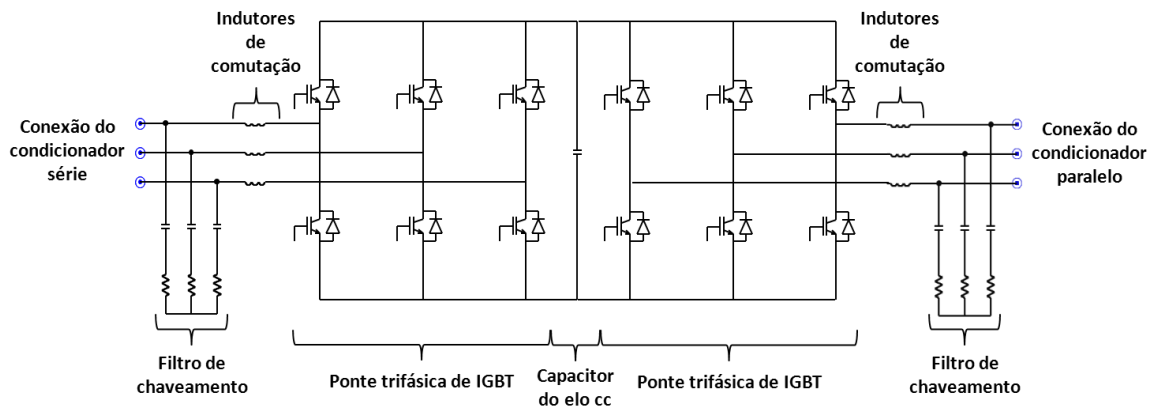 Indutores
de
comutação
Indutores
de
comutação
Conexão do
condicionador
série
Conexão do
condicionador
paralelo
Filtro de
chaveamento
Ponte trifásica de IGBT
Capacitor
do elo cc
Ponte trifásica de IGBT
Filtro de
chaveamento